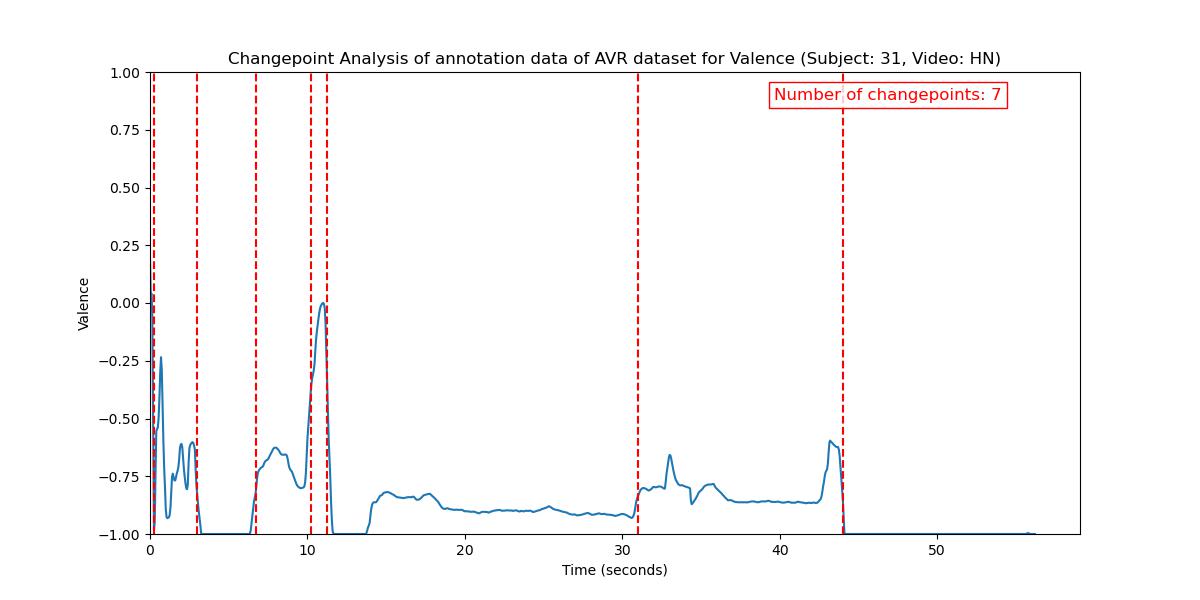 Changepoint Analysis of annotation data of AVR dataset for Valence (Subject: 31, Video: HN)
Number of changepoints: 7
1.00
0.75
0.50
0.25
0.00
−0.25
−0.50
−0.75
−1.00
Valence
0 10 20 30 40 50
Time (seconds)